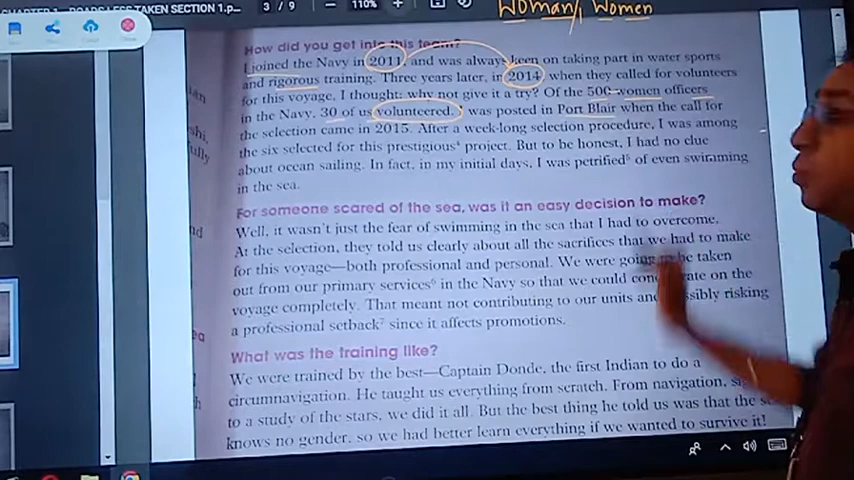 CHAPTER 1 ROADS LESS TAKEN SECTION 1.p...
3 / 9
110%
Woman / Women
How did you get into this team?
I joined the Navy in 2011, and was always keen on taking part in water sports
and rigorous training. Three years later, in 2014 when they called for volunteers
for this voyage, I thought: why not give it a try? Of the 500 women officers
in the Navy, 30 of us volunteered. was posted in Port Blair when the call for
the selection came in 2015. After a week-long selection procedure, I was among
the six selected for this prestigious⁴ project. But to be honest, I had no clue
about ocean sailing. In fact, in my initial days, I was petrified⁵ of even swimming
in the sea.
For someone scared of the sea, was it an easy decision to make?
Well, it wasn't just the fear of swimming in the sea that I had to overcome.
At the selection, they told us clearly about all the sacrifices that we had to make
for this voyage—both professional and personal. We were going to be taken
out from our primary services⁶ in the Navy so that we could on the
voyage completely. That meant not contributing to our units and risking
a professional setback⁷ since it affects promotions.
What was the training like?
We were trained by the best—Captain Donde, the first Indian to do a
circumnavigation. He taught us everything from scratch. From navigation,
to a study of the stars, we did it all. But the best thing he told us was that the
knows no gender, so we had better learn everything if we wanted to survive it!